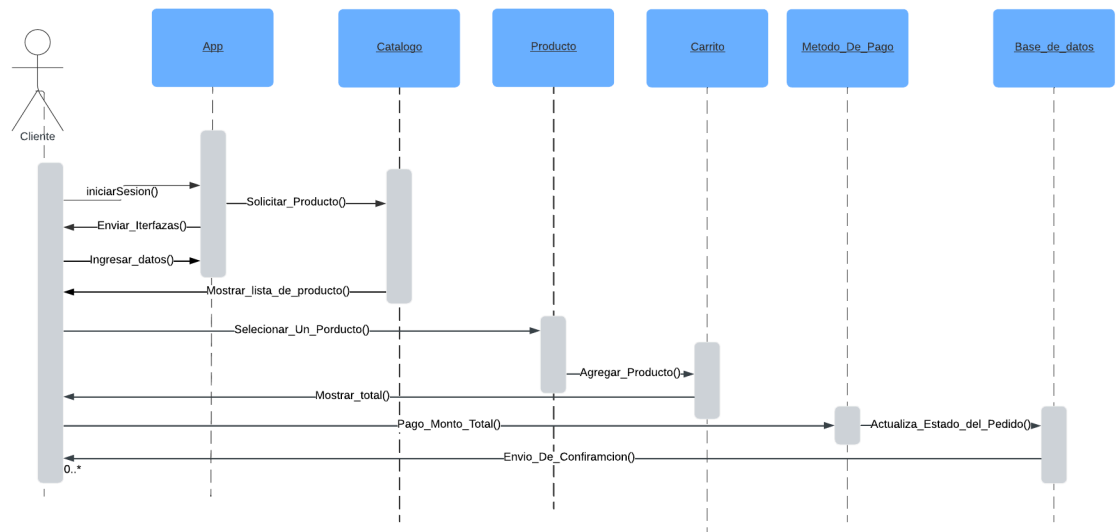 App
Catalogo
Producto
Carrito
Metodo_De_Pago
Base_de_datos
Cliente
iniciarSesion()
Solicitar_Producto()
Enviar_Iterfazas()
Ingresar_datos()
Mostrar_lista_de_producto()
Selecionar_Un_Porducto()
Agregar_Producto()
Mostrar_total()
Pago_Monto_Total()
Actualiza_Estado_del_Pedido()
Envio_De_Confiramcion()
0..*